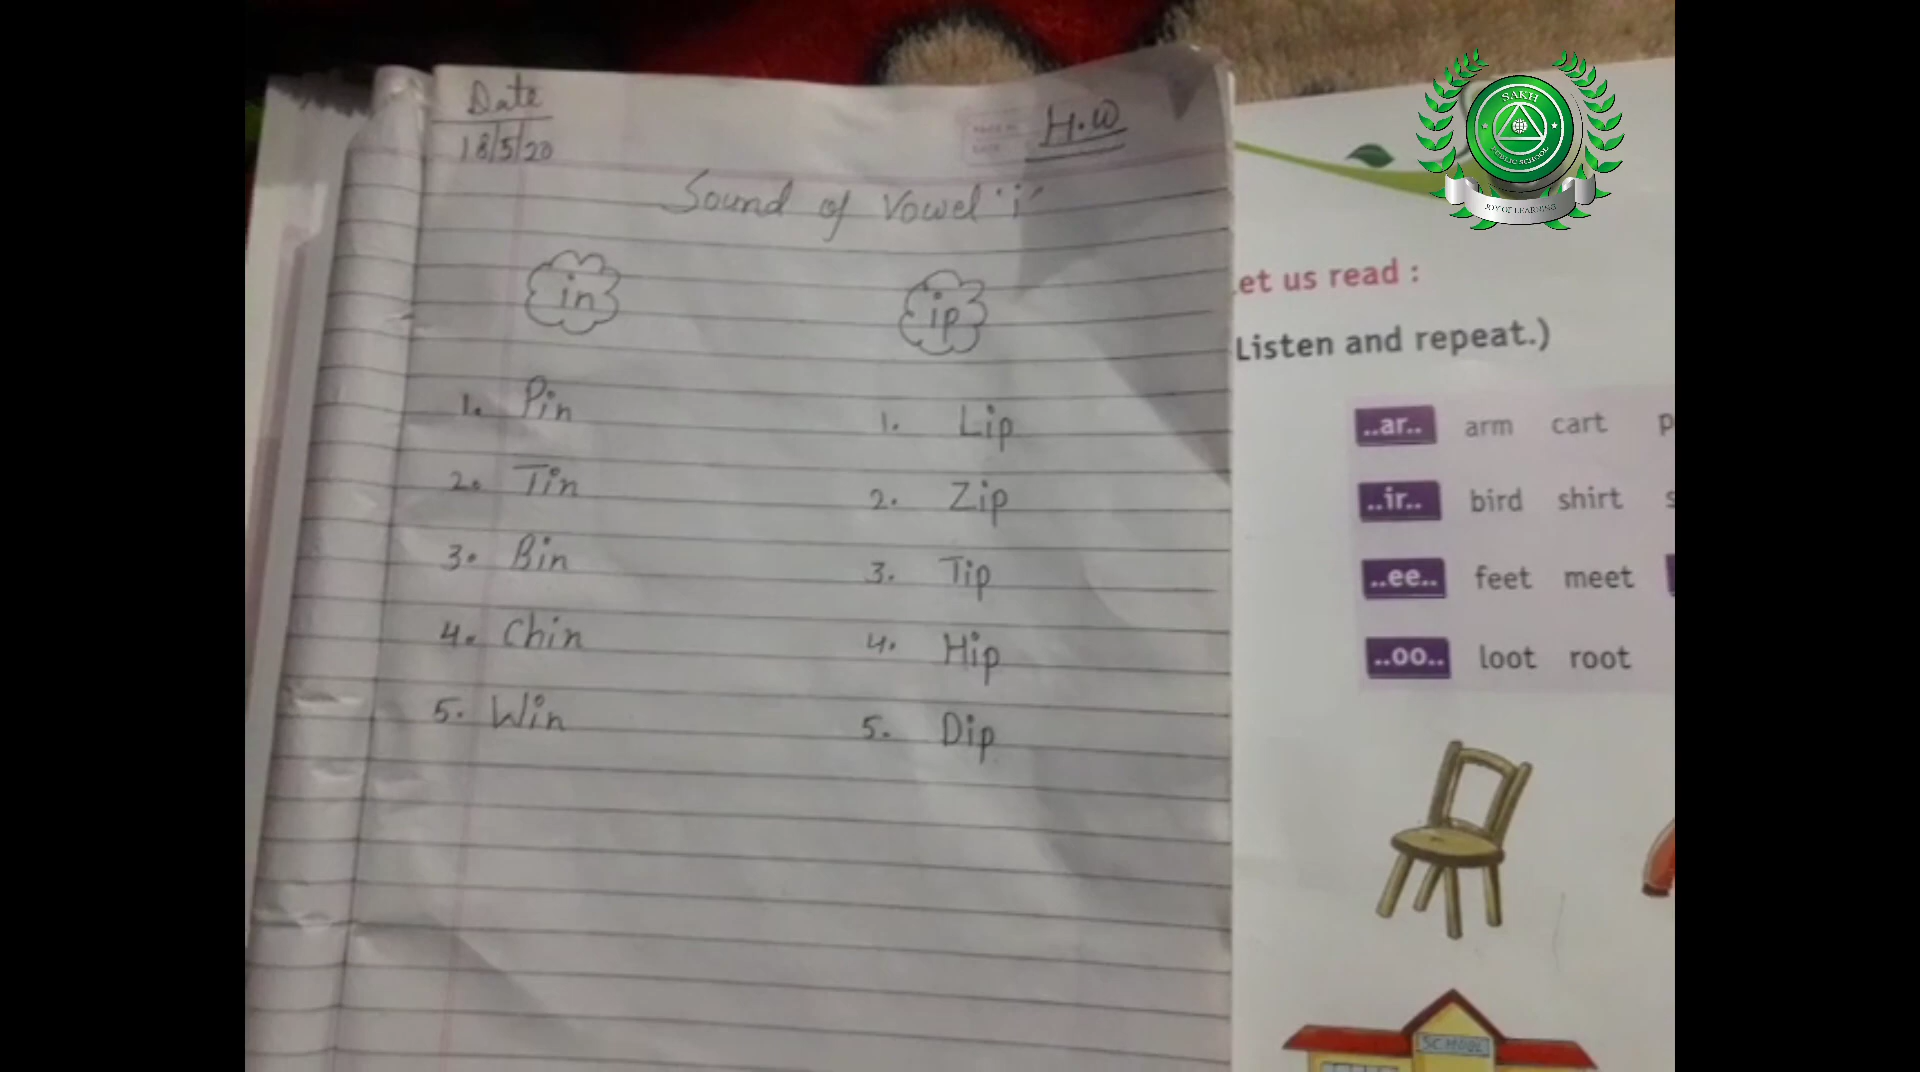 Date
18/5/20
H.W
Sound of Vowel 'i'
in
ip
1. Pin
2. Tin
3. Bin
4. Chin
5. Win
1. Lip
2. Zip
3. Tip
4. Hip
5. Dip
et us read :
Listen and repeat.)
..ar.. arm cart
..ir.. bird shirt
..ee.. feet meet
..oo.. loot root
SCHOOL
SAKH
PUBLIC SCHOOL
JOY OF LEARNING